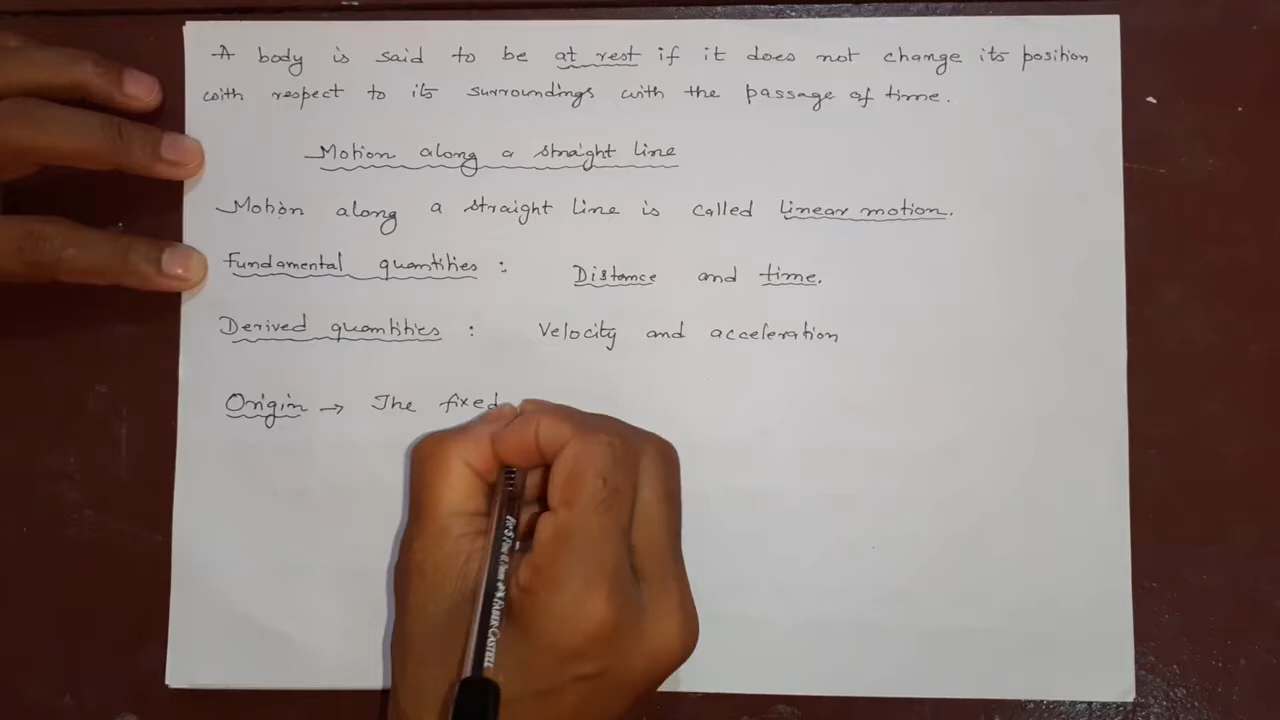 A body is said to be at rest if it does not change its position
with respect to its surroundings with the passage of time.
Motion along a straight line
Motion along a straight line is called linear motion.
Fundamental quantities : Distance and time.
Derived quantities : Velocity and acceleration
Origin → The fixed
FABER-CASTELL